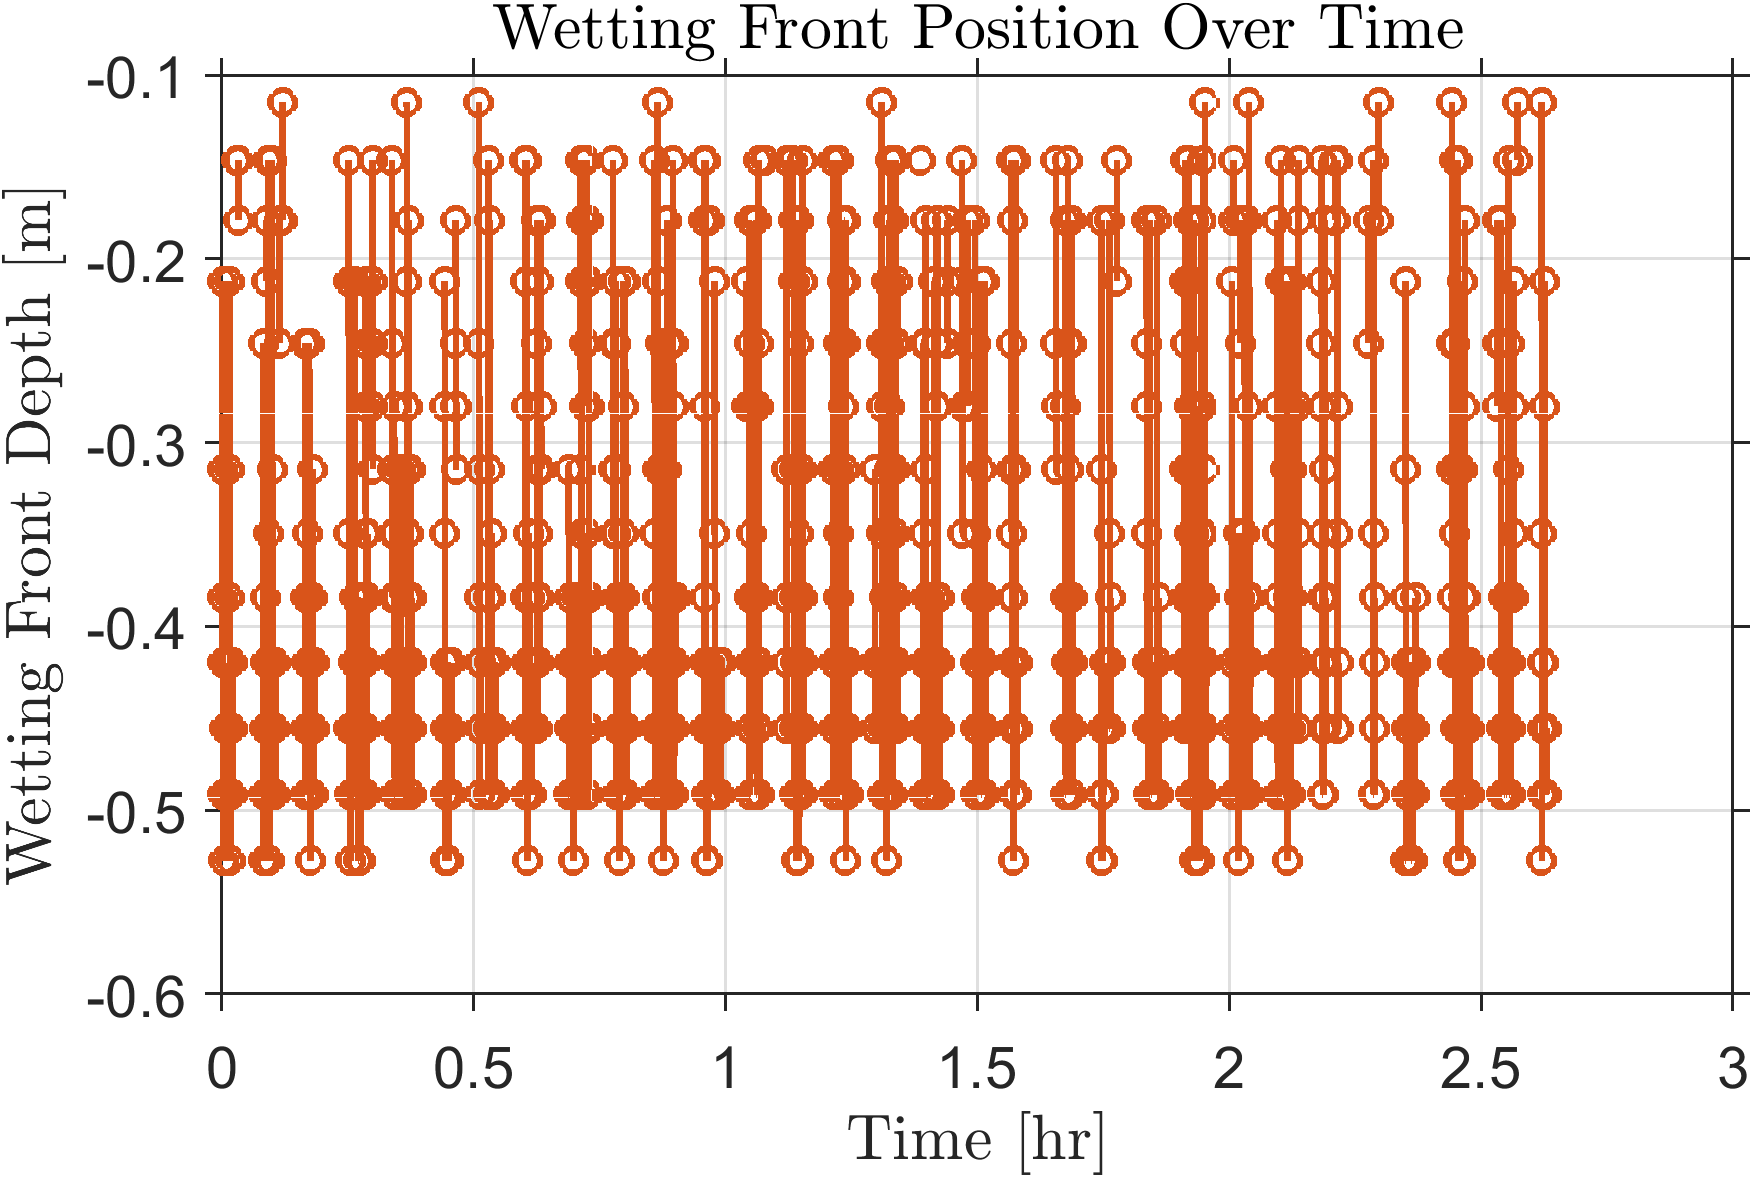 Wetting Front Position Over Time
-0.1
-0.2
-0.3
-0.4
-0.5
-0.6
Wetting Front Depth [m]
0 0.5 1 1.5 2 2.5 3
Time [hr]